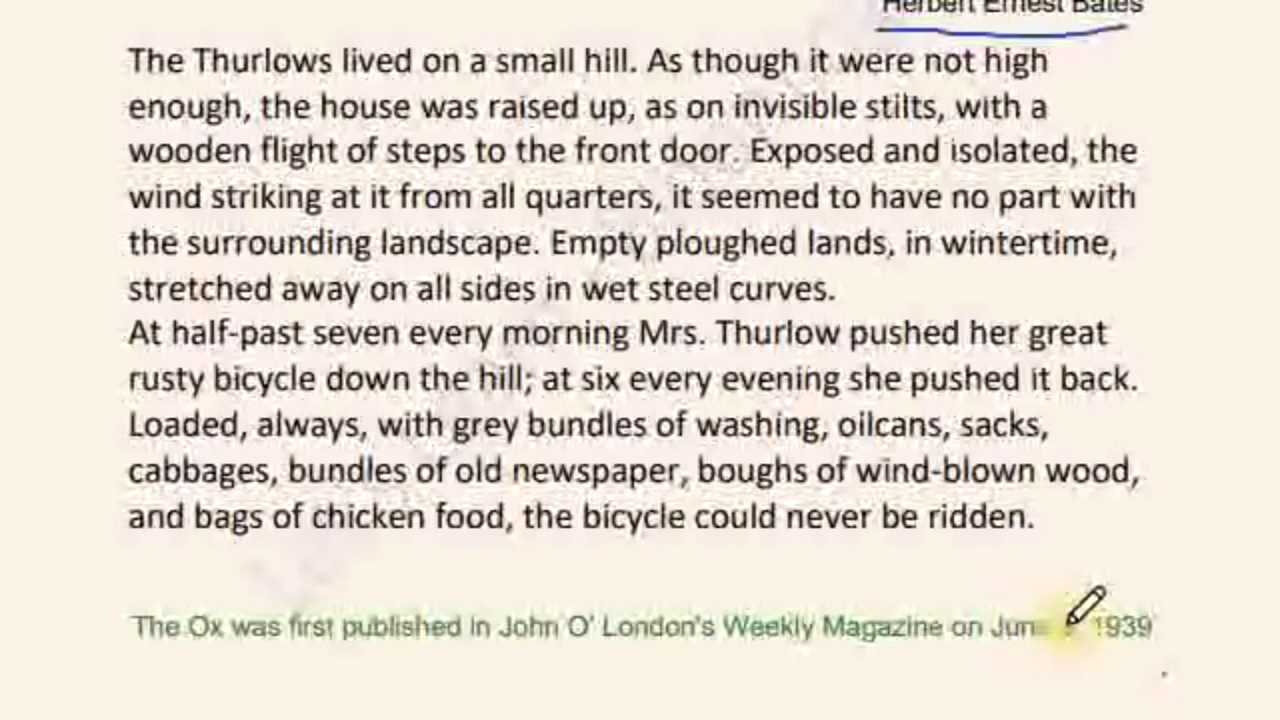 Herbert Ernest Bates
The Thurlows lived on a small hill. As though it were not high
enough, the house was raised up, as on invisible stilts, with a
wooden flight of steps to the front door. Exposed and isolated, the
wind striking at it from all quarters, it seemed to have no part with
the surrounding landscape. Empty ploughed lands, in wintertime,
stretched away on all sides in wet steel curves.
At half-past seven every morning Mrs. Thurlow pushed her great
rusty bicycle down the hill; at six every evening she pushed it back.
Loaded, always, with grey bundles of washing, oilcans, sacks,
cabbages, bundles of old newspaper, boughs of wind-blown wood,
and bags of chicken food, the bicycle could never be ridden.
The Ox was first published in John O' London's Weekly Magazine on June 1939